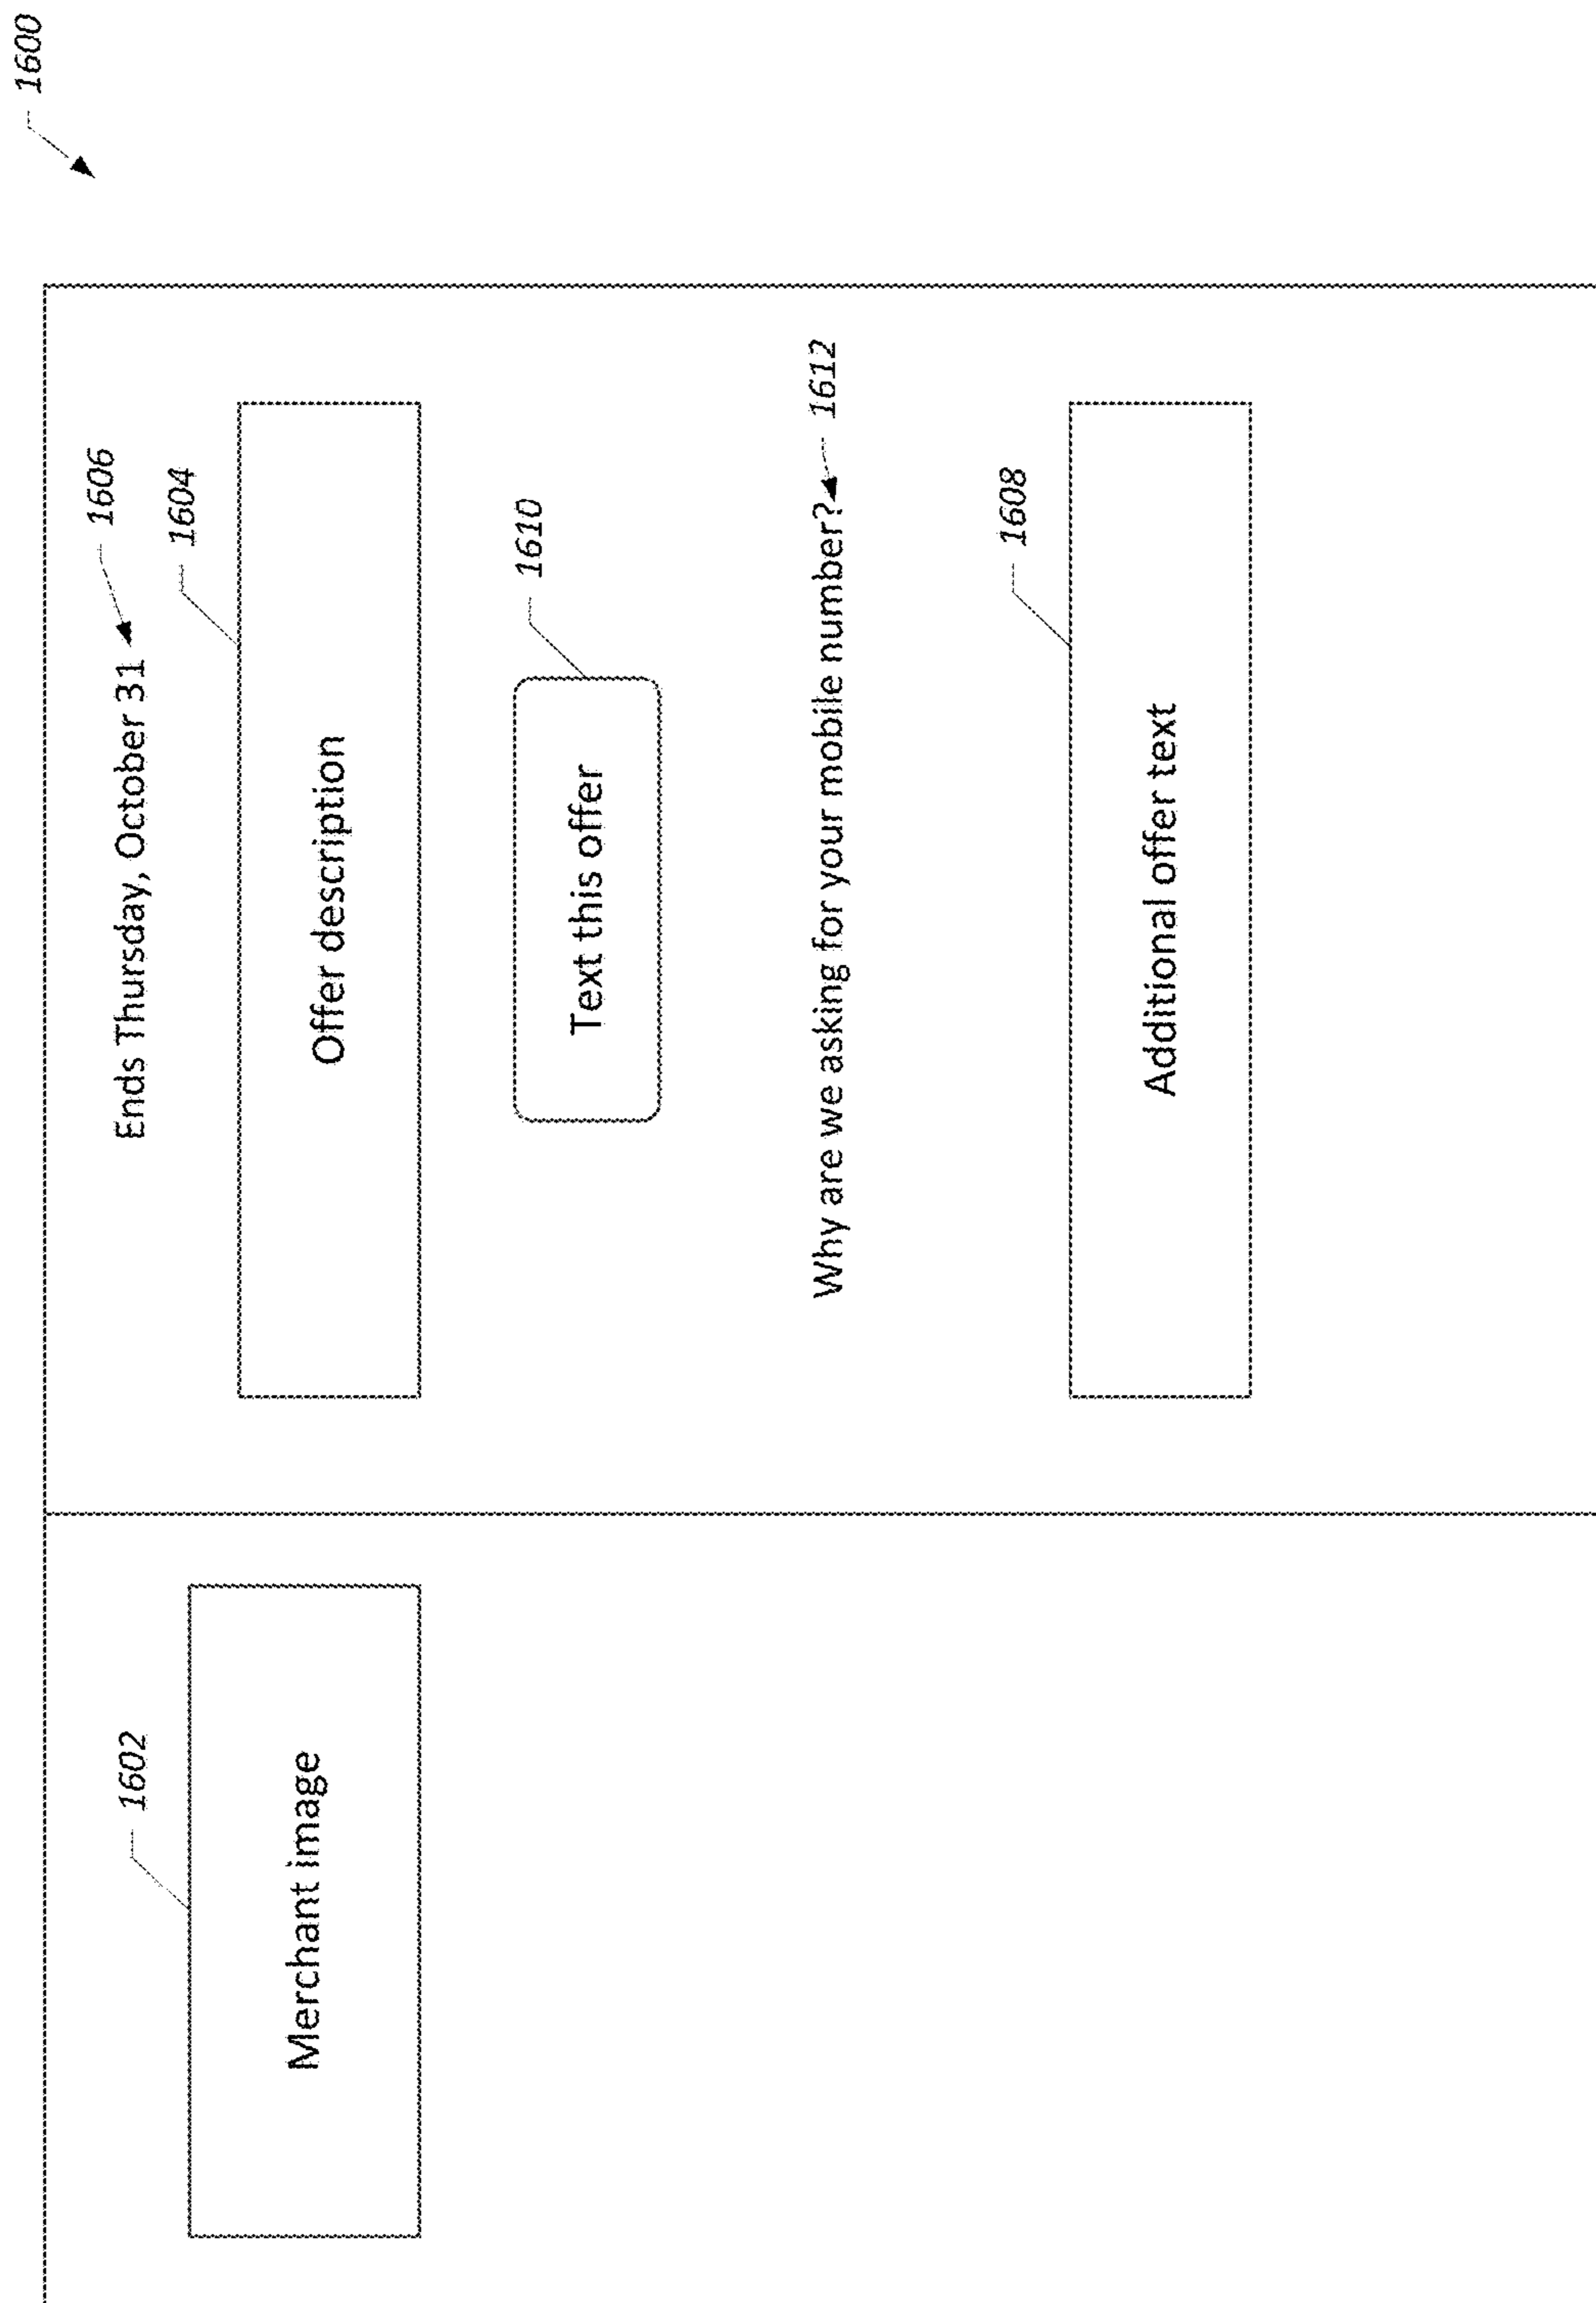 1600
Ends Thursday, October 31
1606
1602
1604
Merchant image
Offer description
1610
Text this offer
Why are we asking for your mobile number?
1612
1608
Additional offer text